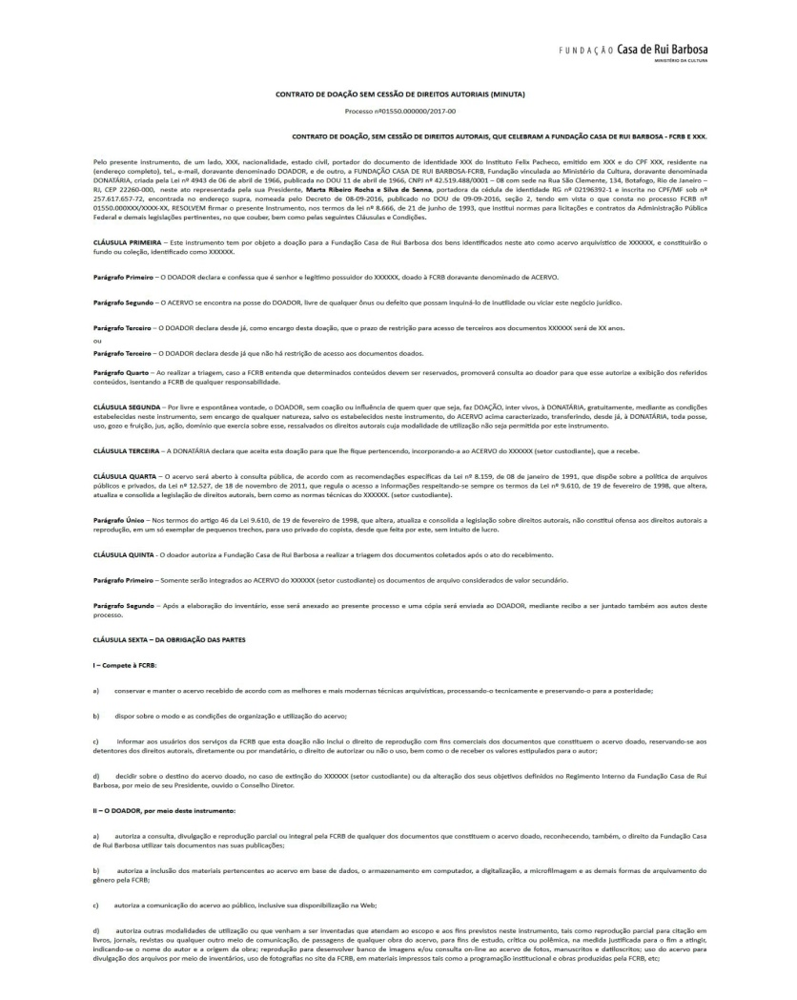 FUNDAÇÃO Casa de Rui Barbosa
MINISTÉRIO DA CULTURA
CONTRATO DE DOAÇÃO SEM CESSÃO DE DIREITOS AUTORIAIS (MINUTA)
Processo nº01550.000000/2017-00
CONTRATO DE DOAÇÃO, SEM CESSÃO DE DIREITOS AUTORAIS, QUE CELEBRAM A FUNDAÇÃO CASA DE RUI BARBOSA - FCRB E XXX.
Pelo presente instrumento, de um lado, XXX, nacionalidade, estado civil, portador do documento de identidade XXX do Instituto Felix Pacheco, emitido em XXX e do CPF XXX, residente na
(endereço completo), tel., e-mail, doravante denominado DOADOR, e de outro, a FUNDAÇÃO CASA DE RUI BARBOSA-FCRB, Fundação vinculada ao Ministério da Cultura, doravante denominada
DONATÁRIA, criada pela Lei nº 4943 de 06 de abril de 1966, publicada no DOU 11 de abril de 1966, CNPJ nº 42.519.488/0001 – 08 com sede na Rua São Clemente, 134, Botafogo, Rio de Janeiro –
RJ, CEP 22260-000, neste ato representada pela sua Presidente, Marta Ribeiro Rocha e Silva de Senna, portadora da cédula de identidade RG nº 02196392-1 e inscrita no CPF/MF sob nº
257.617.657-72, encontrada no endereço supra, nomeada pelo Decreto de 08-09-2016, publicado no DOU de 09-09-2016, seção 2, tendo em vista o que consta no processo FCRB nº
01550.000XXX/XXXX-XX, RESOLVEM firmar o presente Instrumento, nos termos da lei nº 8.666, de 21 de Junho de 1993, que institui normas para licitações e contratos da Administração Pública
Federal e demais legislações pertinentes, no que couber, bem como pelas seguintes Cláusulas e Condições.
CLÁUSULA PRIMEIRA – Este instrumento tem por objeto a doação para a Fundação Casa de Rui Barbosa dos bens identificados neste ato como acervo arquivístico de XXXXXX, e constituirão o
fundo ou coleção, identificado como XXXXXX.
Parágrafo Primeiro – O DOADOR declara e confessa que é senhor e legítimo possuidor do XXXXXX, doado à FCRB doravante denominado de ACERVO.
Parágrafo Segundo – O ACERVO se encontra na posse do DOADOR, livre de qualquer ônus ou defeito que possam inquiná-lo de inutilidade ou viciar este negócio jurídico.
Parágrafo Terceiro – O DOADOR declara desde já, como encargo desta doação, que o prazo de restrição para acesso de terceiros aos documentos XXXXXX será de XX anos.
ou
Parágrafo Terceiro – O DOADOR declara desde já que não há restrição de acesso aos documentos doados.
Parágrafo Quarto – Ao realizar a triagem, caso a FCRB entenda que determinados conteúdos devem ser reservados, promoverá consulta ao doador para que esse autorize a exibição dos referidos
conteúdos, isentando a FCRB de qualquer responsabilidade.
CLÁUSULA SEGUNDA – Por livre e espontânea vontade, o DOADOR, sem coação ou influência de quem quer que seja, faz DOAÇÃO, inter vivos, à DONATÁRIA, gratuitamente, mediante as condições
estabelecidas neste instrumento, sem encargo de qualquer natureza, salvo os estabelecidos neste instrumento, do ACERVO acima caracterizado, transferindo, desde já, à DONATÁRIA, toda posse,
uso, gozo e fruição, jus, ação, domínio que exercia sobre esse, ressalvados os direitos autorais cuja modalidade de utilização não seja permitida por este instrumento.
CLÁUSULA TERCEIRA – A DONATÁRIA declara que aceita esta doação para que lhe fique pertencendo, incorporando-a ao ACERVO do XXXXXX (setor custodiante), que a recebe.
CLÁUSULA QUARTA – O acervo será aberto à consulta pública, de acordo com as recomendações específicas da Lei nº 8.159, de 08 de janeiro de 1991, que dispõe sobre a política de arquivos
públicos e privados, da Lei nº 12.527, de 18 de novembro de 2011, que regula o acesso a informações respeitando-se sempre os termos da Lei nº 9.610, de 19 de fevereiro de 1998, que altera,
atualiza e consolida a legislação de direitos autorais, bem como as normas técnicas do XXXXXX. (setor custodiante).
Parágrafo Único – Nos termos do artigo 46 da Lei 9.610, de 19 de fevereiro de 1998, que altera, atualiza e consolida a legislação sobre direitos autorais, não constitui ofensa aos direitos autorais a
reprodução, em um só exemplar de pequenos trechos, para uso privado do copista, desde que feita por este, sem intuito de lucro.
CLÁUSULA QUINTA - O doador autoriza a Fundação Casa de Rui Barbosa a realizar a triagem dos documentos coletados após o ato do recebimento.
Parágrafo Primeiro – Somente serão integrados ao ACERVO do XXXXXX (setor custodiante) os documentos de arquivo considerados de valor secundário.
Parágrafo Segundo – Após a elaboração do inventário, esse será anexado ao presente processo e uma cópia será enviada ao DOADOR, mediante recibo a ser juntado também aos autos deste
processo.
CLÁUSULA SEXTA – DA OBRIGAÇÃO DAS PARTES
I – Compete à FCRB:
a) conservar e manter o acervo recebido de acordo com as melhores e mais modernas técnicas arquivísticas, processando-o tecnicamente e preservando-o para a posteridade;
b) dispor sobre o modo e as condições de organização e utilização do acervo;
c) informar aos usuários dos serviços da FCRB que esta doação não inclui o direito de reprodução com fins comerciais dos documentos que constituem o acervo doado, reservando-se aos
detentores dos direitos autorais, diretamente ou por mandatário, o direito de autorizar ou não o uso, bem como o de receber os valores estipulados para o autor;
d) decidir sobre o destino do acervo doado, no caso de extinção do XXXXXX (setor custodiante) ou da alteração dos seus objetivos definidos no Regimento Interno da Fundação Casa de Rui
Barbosa, por meio de seu Presidente, ouvido o Conselho Diretor.
II – O DOADOR, por meio deste instrumento:
a) autoriza a consulta, divulgação e reprodução parcial ou integral pela FCRB de qualquer dos documentos que constituem o acervo doado, reconhecendo, também, o direito da Fundação Casa
de Rui Barbosa utilizar tais documentos nas suas publicações;
b) autoriza a inclusão dos materiais pertencentes ao acervo em base de dados, o armazenamento em computador, a digitalização, a microfilmagem e as demais formas de arquivamento do
gênero pela FCRB;
c) autoriza a comunicação do acervo ao público, inclusive sua disponibilização na Web;
d) autoriza outras modalidades de utilização ou que venham a ser inventadas que atendam ao escopo e aos fins previstos neste instrumento, tais como reprodução parcial para citação em
livros, jornais, revistas ou qualquer outro meio de comunicação, de passagens de qualquer obra do acervo, para fins de estudo, crítica ou polêmica, na medida justificada para o fim a atingir,
indicando-se o nome do autor e a origem da obra; reprodução para desenvolver banco de imagens e/ou consulta on-line ao acervo de fotos, manuscritos e datiloscritos; uso do acervo para
divulgação dos arquivos por meio de inventários, uso de fotografias no site da FCRB, em materiais impressos tais como a programação institucional e obras produzidas pela FCRB, etc;